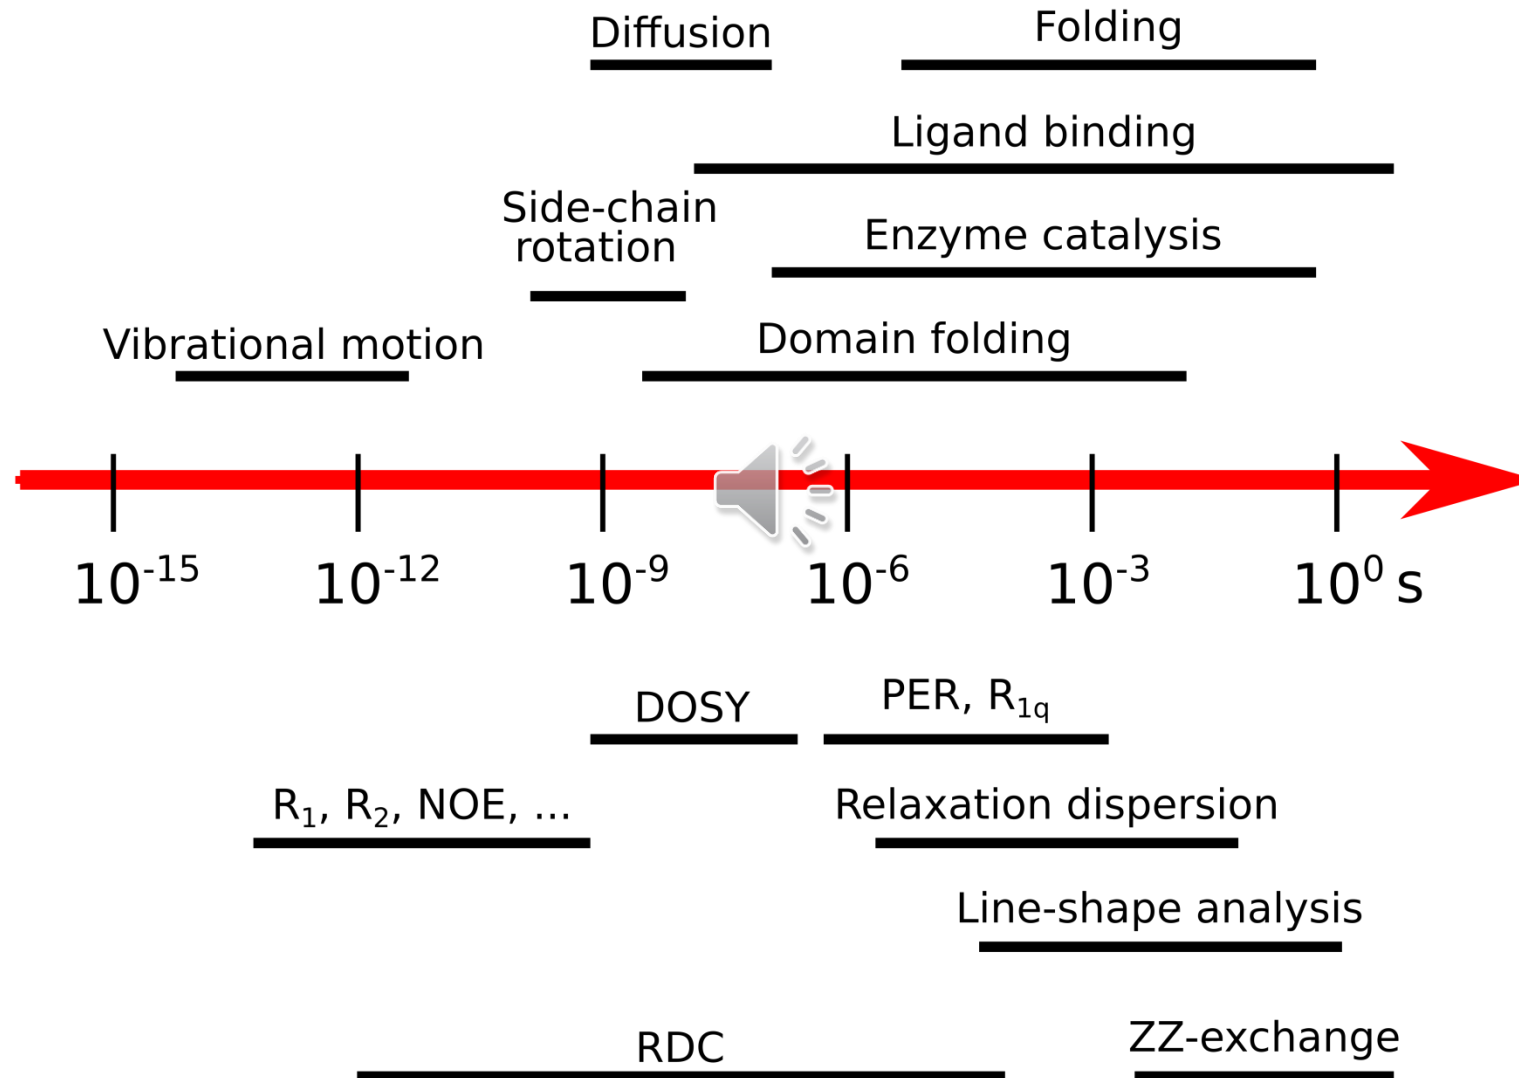 Diffusion
Folding
Ligand binding
Side-chain
rotation
Enzyme catalysis
Vibrational motion
Domain folding
10⁻¹⁵
10⁻¹²
10⁻⁹
10⁻⁶
10⁻³
10⁰ s
DOSY
PER, R₁q
R₁, R₂, NOE, ...
Relaxation dispersion
Line-shape analysis
RDC
ZZ-exchange